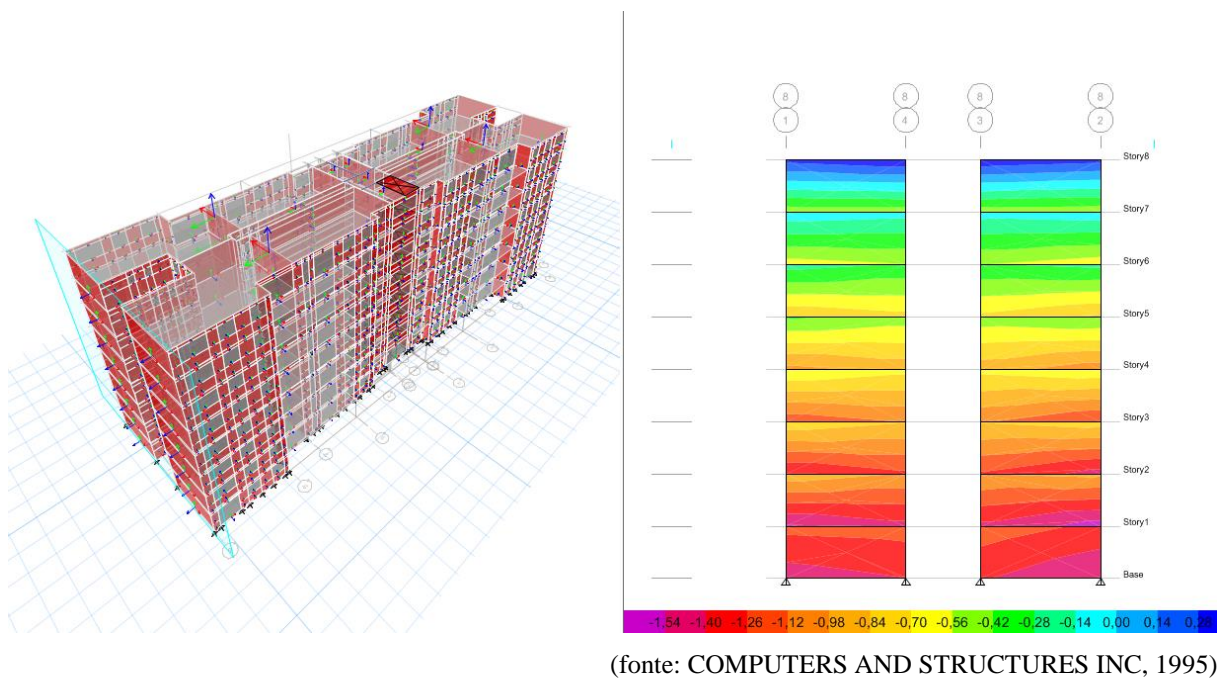 8 8 8 8
1 4 3 2
Story8
Story7
Story6
Story5
Story4
Story3
Story2
Story1
Base
-1,54 -1,40 -1,26 -1,12 -0,98 -0,84 -0,70 -0,56 -0,42 -0,28 -0,14 0,00 0,14 0,28
(fonte: COMPUTERS AND STRUCTURES INC, 1995)